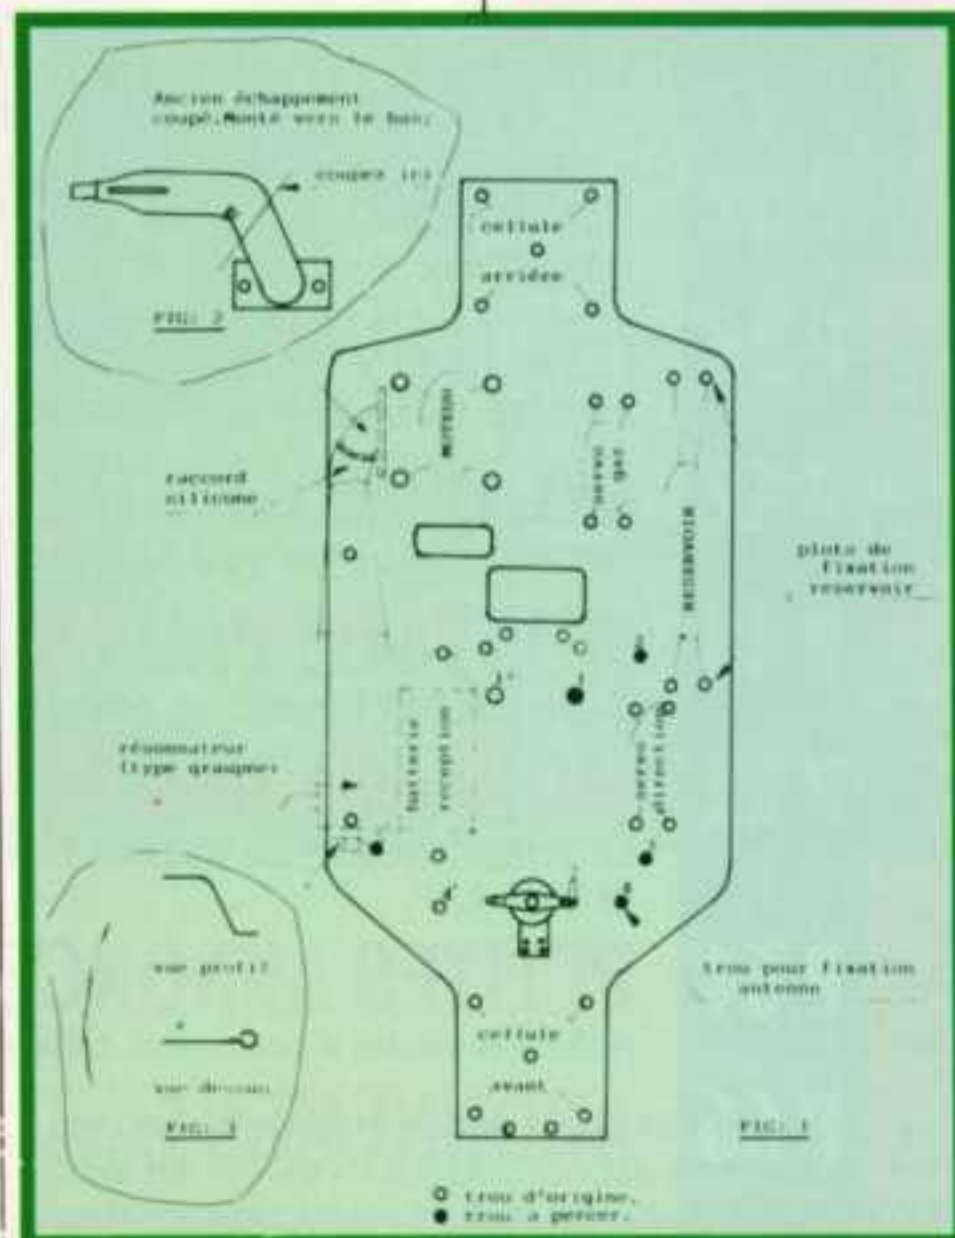 Ancien échappement
coupé. Monté vers le bas.
coupez ici
FIG: 2
cellule
arrière
MOTEUR
servo
gaz
raccord
silicone
RESERVOIR
plots de
fixation
reservoir
batterie
reception
servo
direction
résonnateur
(type graupner
vue profil
vue dessus
FIG: 3
trou pour fixation
antenne
cellule
avant
FIG: 1
trou d'origine.
trou a percer.